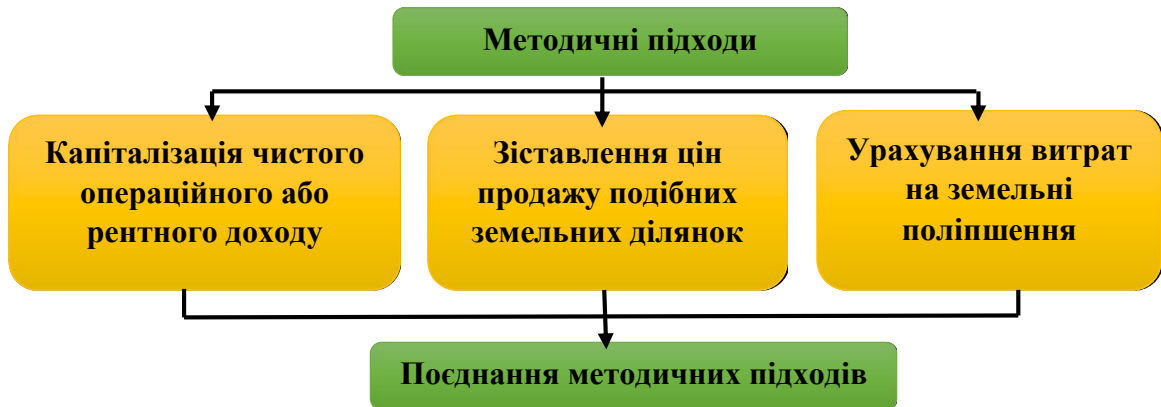 Методичні підходи
Капіталізація чистого
операційного або
рентного доходу
Зіставлення цін
продажу подібних
земельних ділянок
Урахування витрат
на земельні
поліпшення
Поєднання методичних підходів